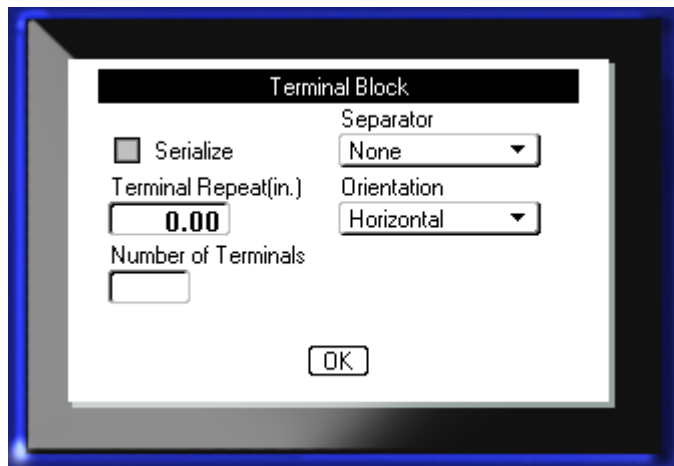 Terminal Block
Separator
Serialize
None
Terminal Repeat(in.)
Orientation
0.00
Horizontal
Number of Terminals
OK